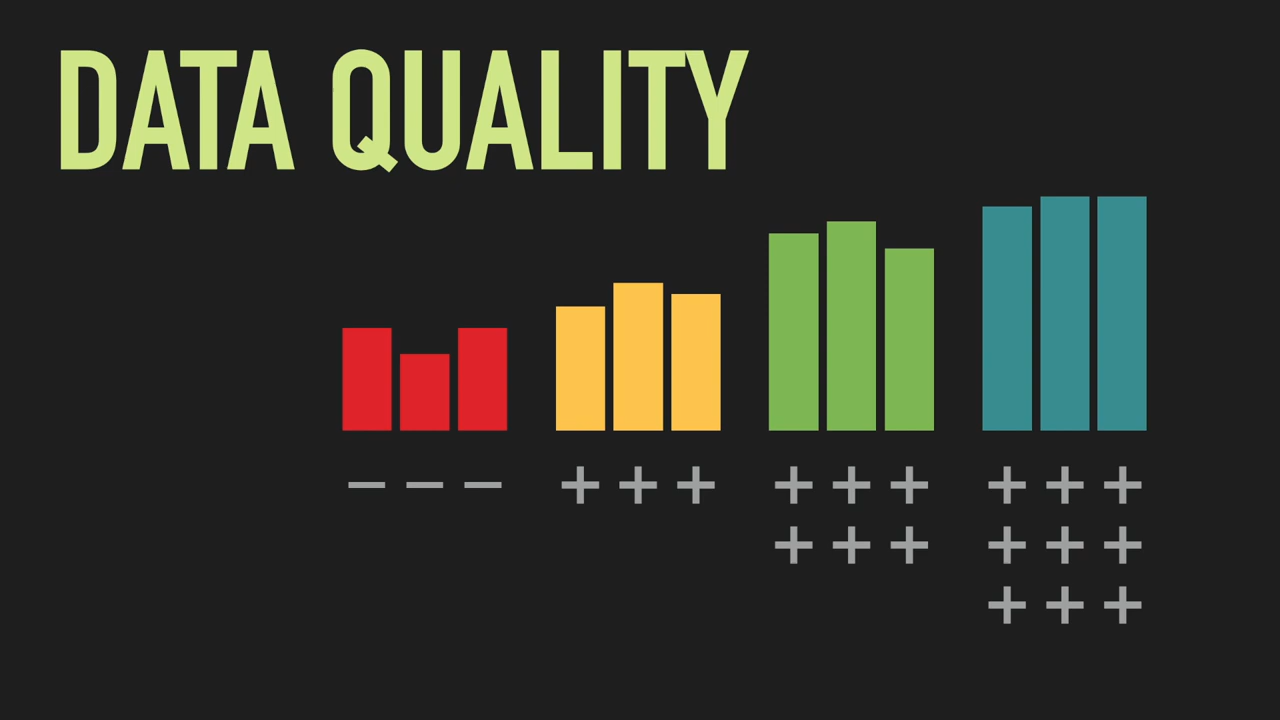 DATA QUALITY
− − − + + + + + + + + +
+ + + + + +
+ + +